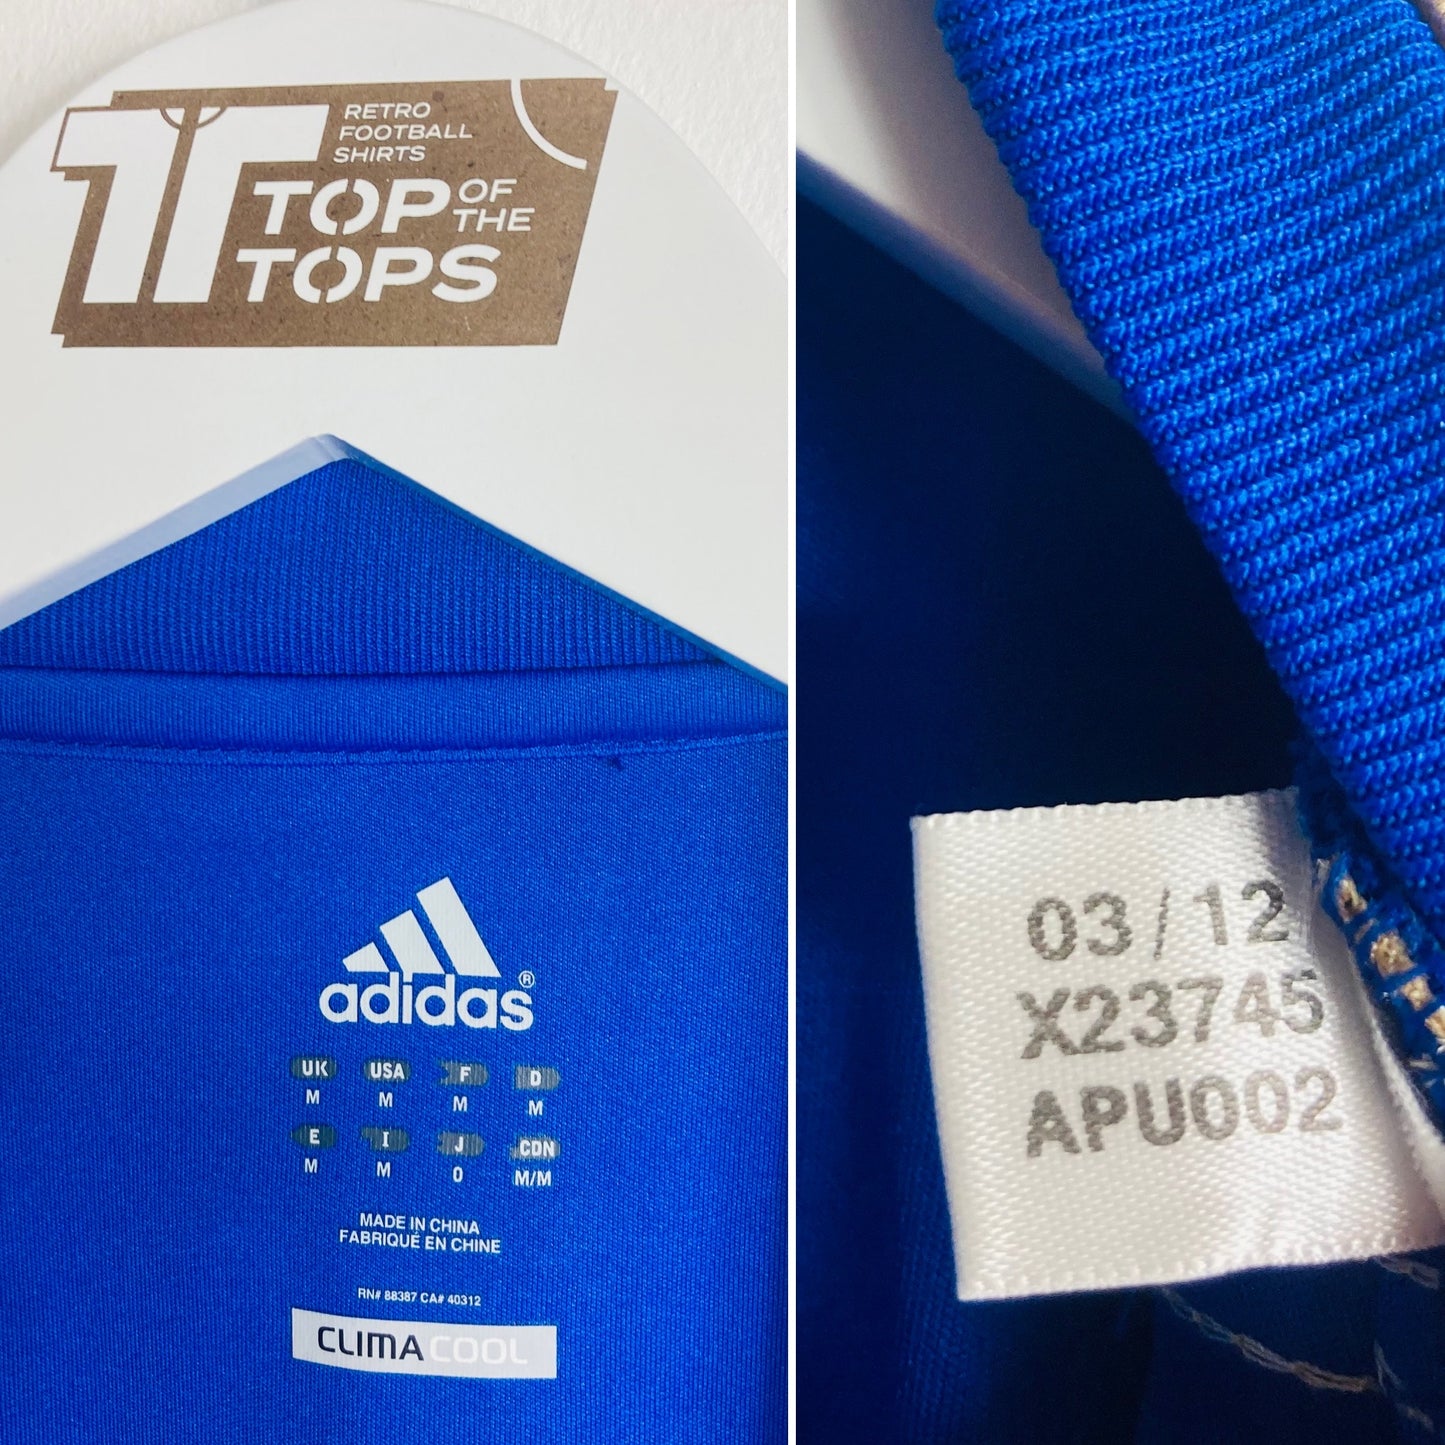 RETRO
FOOTBALL
SHIRTS
TOP OF THE
TOPS
adidas®
UK USA F D
M M M M
E I J CDN
M M O M/M
MADE IN CHINA
FABRIQUÉ EN CHINE
RN# 88387 CA# 40312
CLIMACOOL
03/12
X23745
APU002